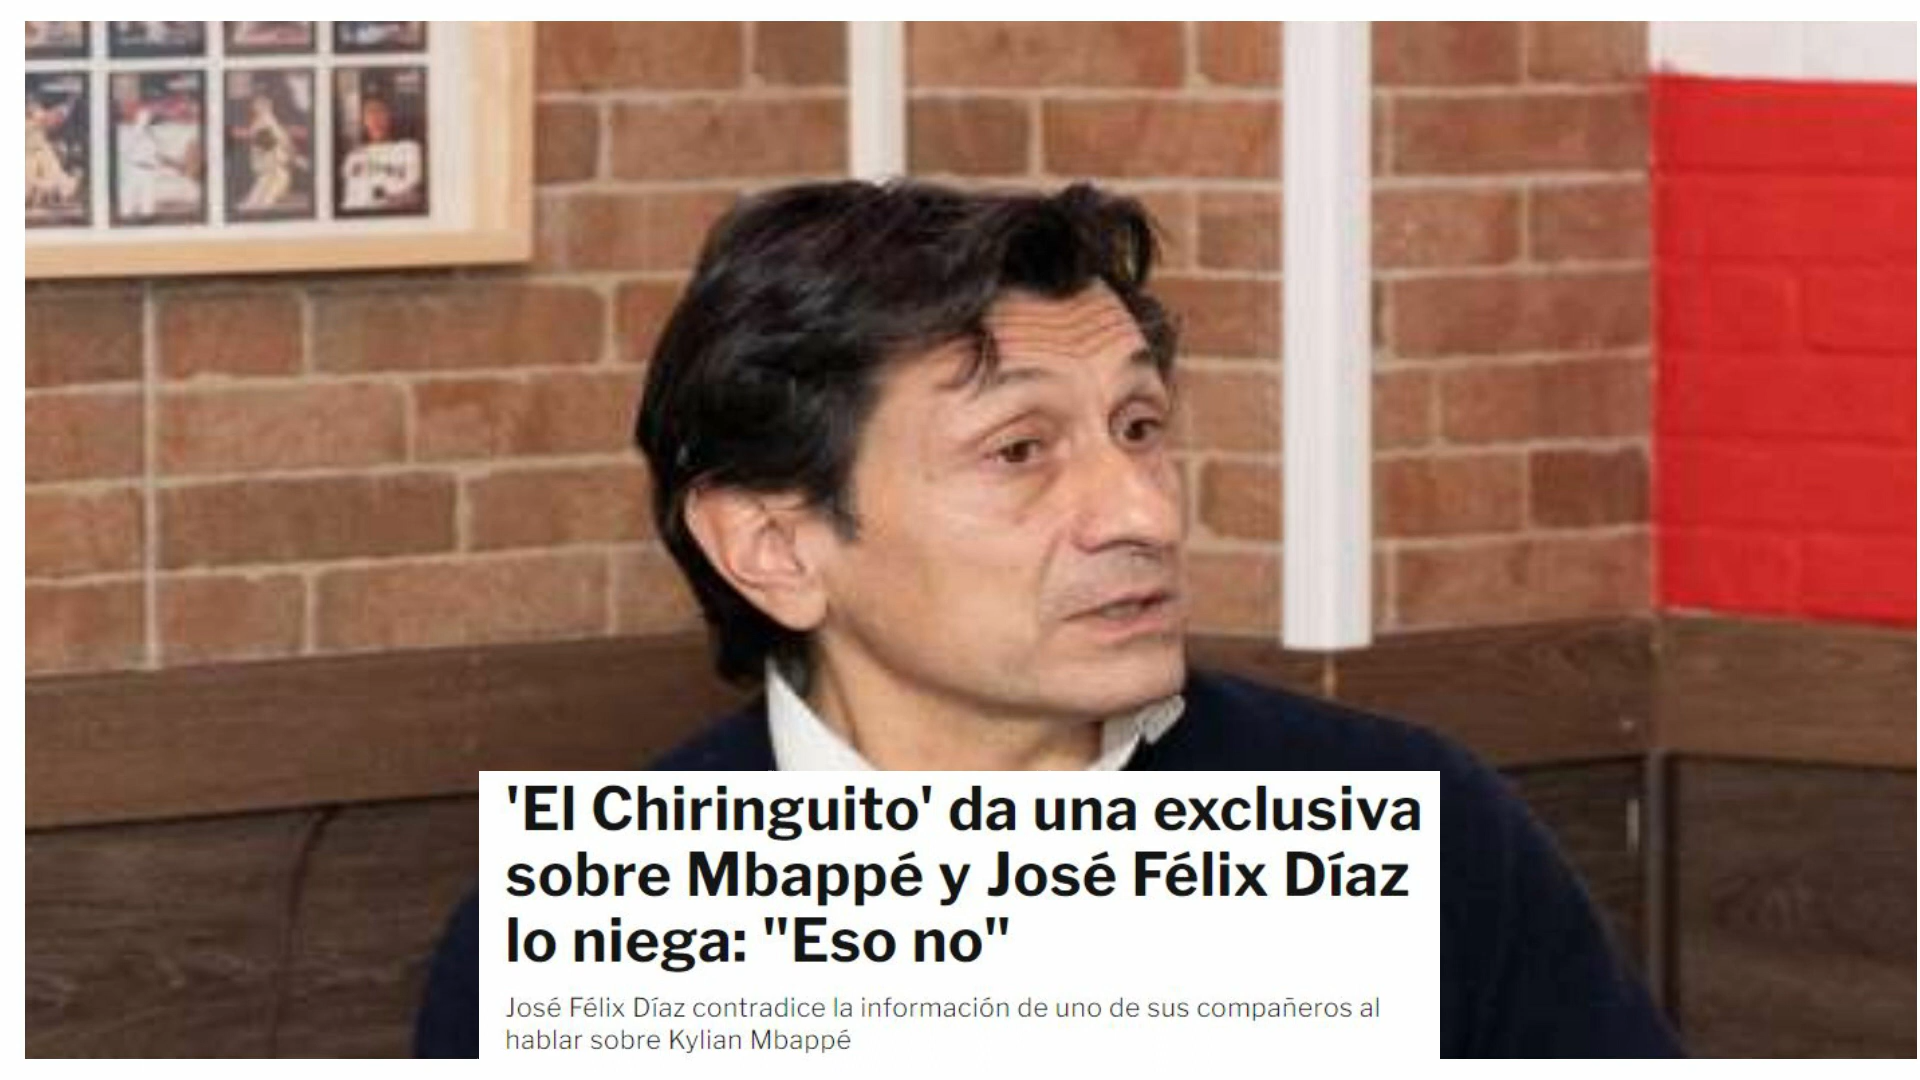 'El Chiringuito' da una exclusiva
sobre Mbappé y José Félix Díaz
lo niega: "Eso no"
José Félix Díaz contradice la información de uno de sus compañeros al
hablar sobre Kylian Mbappé